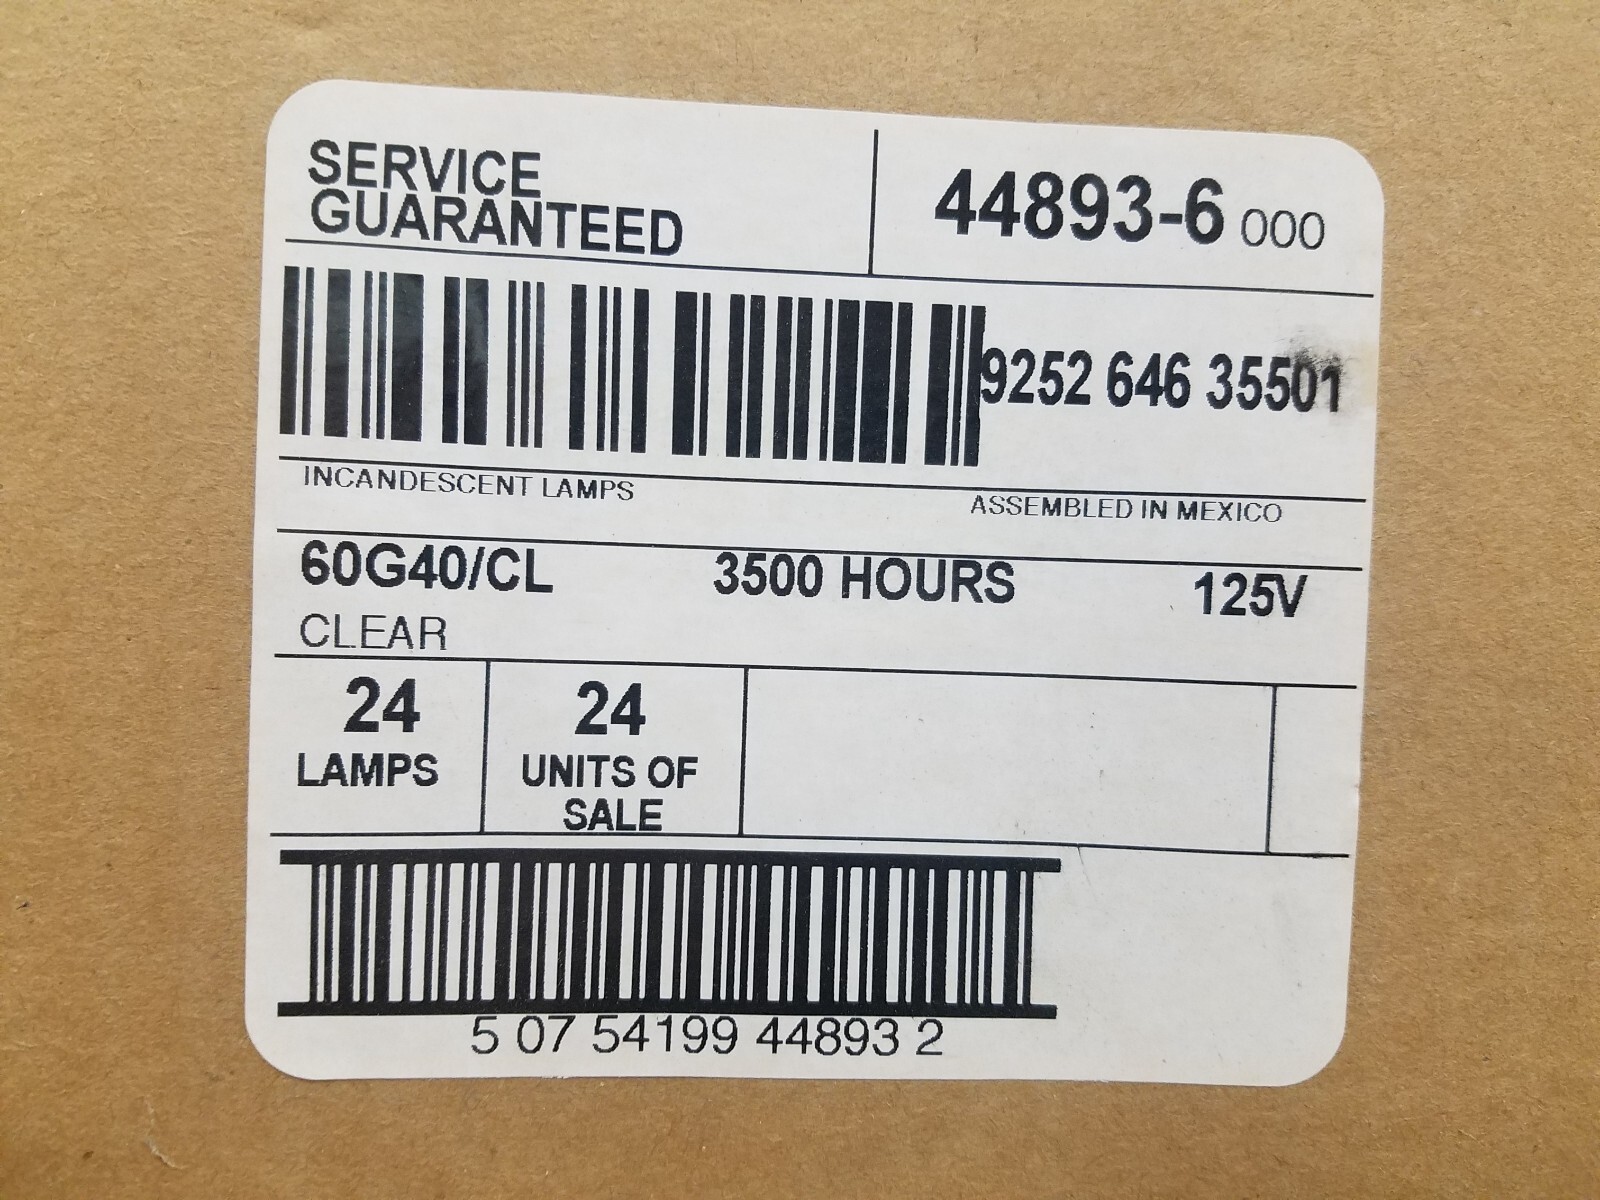 SERVICE
GUARANTEED
44893-6 000
9252 646 35501
INCANDESCENT LAMPS
ASSEMBLED IN MEXICO
60G40/CL 3500 HOURS 125V
CLEAR
24
LAMPS
24
UNITS OF
SALE
5 07 54199 44893 2